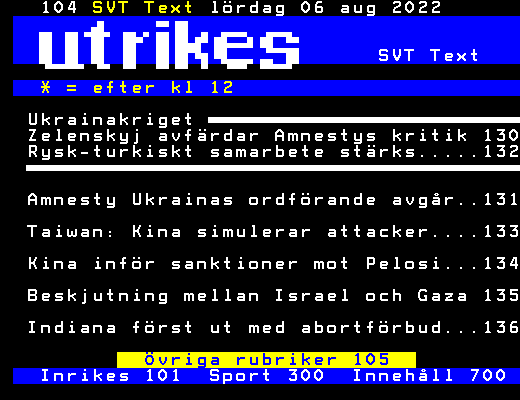 104 SVT Text lördag 06 aug 2022
utrikes
SVT Text
* = efter kl 12
Ukrainakriget
Zelenskyj avfärdar Amnestys kritik 130
Rysk-turkiskt samarbete stärks.....132
Amnesty Ukrainas ordförande avgår..131
Taiwan: Kina simulerar attacker....133
Kina inför sanktioner mot Pelosi...134
Beskjutning mellan Israel och Gaza 135
Indiana först ut med abortförbud...136
Övriga rubriker 105
Inrikes 101 Sport 300 Innehåll 700